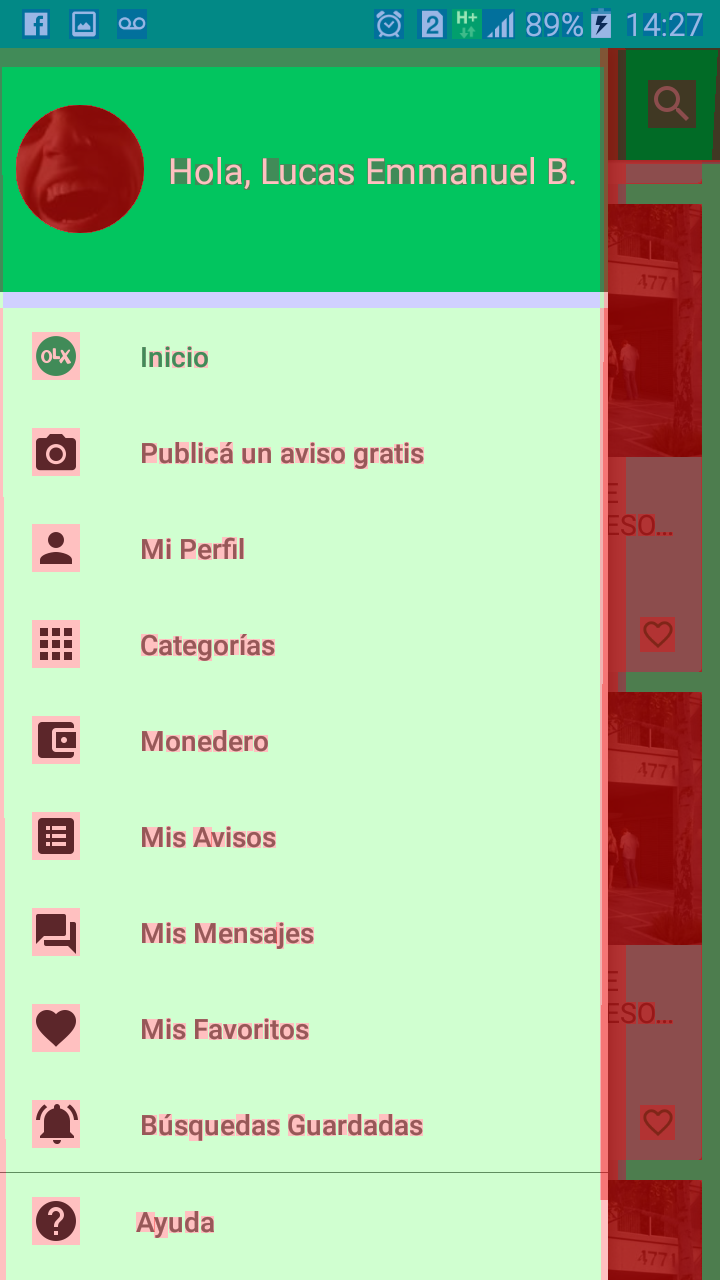 2 H+ 89% 14:27
Hola, Lucas Emmanuel B.
OLX Inicio
Publicá un aviso gratis
Mi Perfil
Categorías
Monedero
Mis Avisos
Mis Mensajes
Mis Favoritos
Búsquedas Guardadas
? Ayuda
4771
E
ESO...
4771
E
ESO...
4771